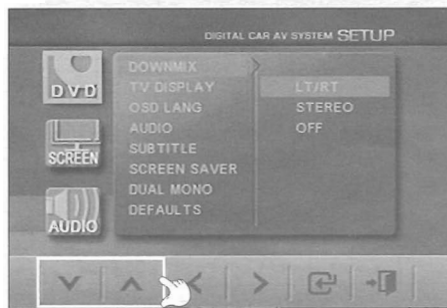 DIGITAL CAR AV SYSTEM SETUP
DVD
SCREEN
AUDIO
DOWNMIX
TV DISPLAY
OSD LANG
AUDIO
SUBTITLE
SCREEN SAVER
DUAL MONO
DEFAULTS
LT/RT
STEREO
OFF